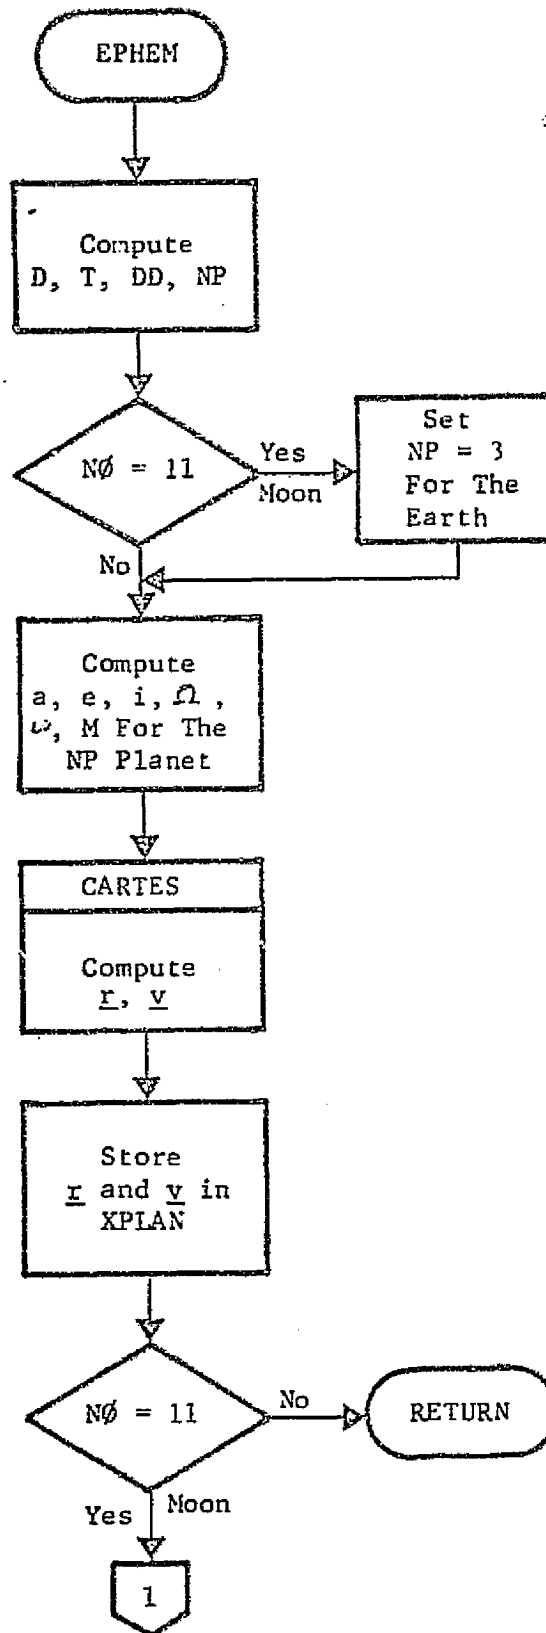 EPHEM
Compute
D, T, DD, NP
NØ = 11
Yes
Moon
Set
NP = 3
For The
Earth
No
Compute
a, e, i, Ω,
ω, M For The
NP Planet
CARTES
Compute
r, v
Store
r and v in
XPLAN
NØ = 11
No
RETURN
Yes
Moon
1